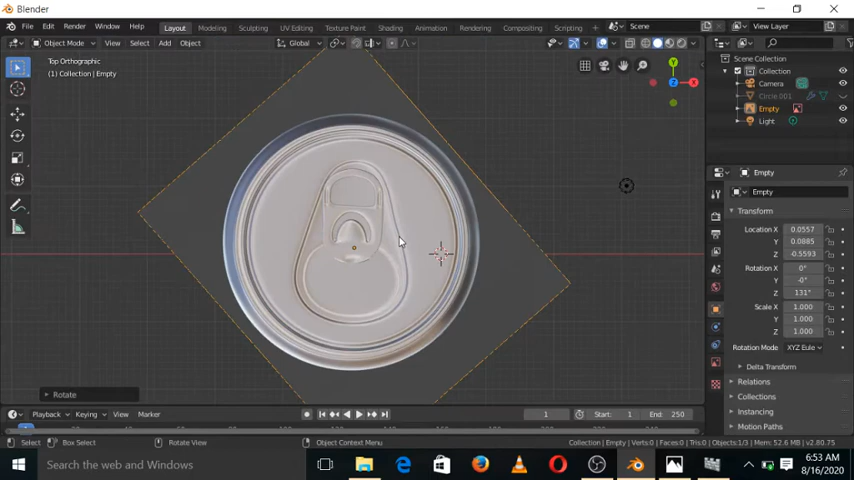 Blender
File Edit Render Window Help Layout Modeling Sculpting UV Editing Texture Paint Shading Animation Rendering Compositing Scripting Scene View Layer
Object Mode View Select Add Object Global
Top Orthographic
(1) Collection | Empty
Y
X
Z
Scene Collection
Collection
Camera
Circle.001
Empty
Light
Empty
Empty
Transform
Location X 0.0557
Y 0.0885
Z -0.5593
Rotation X 0°
Y -0°
Z 131°
Scale X 1.000
Y 1.000
Z 1.000
Rotation Mode XYZ Eule
Delta Transform
Relations
Collections
Instancing
Motion Paths
Rotate
Playback Keying View Marker 1 Start: 1 End: 250
Select Box Select Rotate View Object Context Menu Collection | Empty | Verts:0 | Faces:0 | Tris:0 | Objects:1/3 | Mem: 52.6 MB | v2.80.75
Search the web and Windows
6:53 AM
8/16/2020